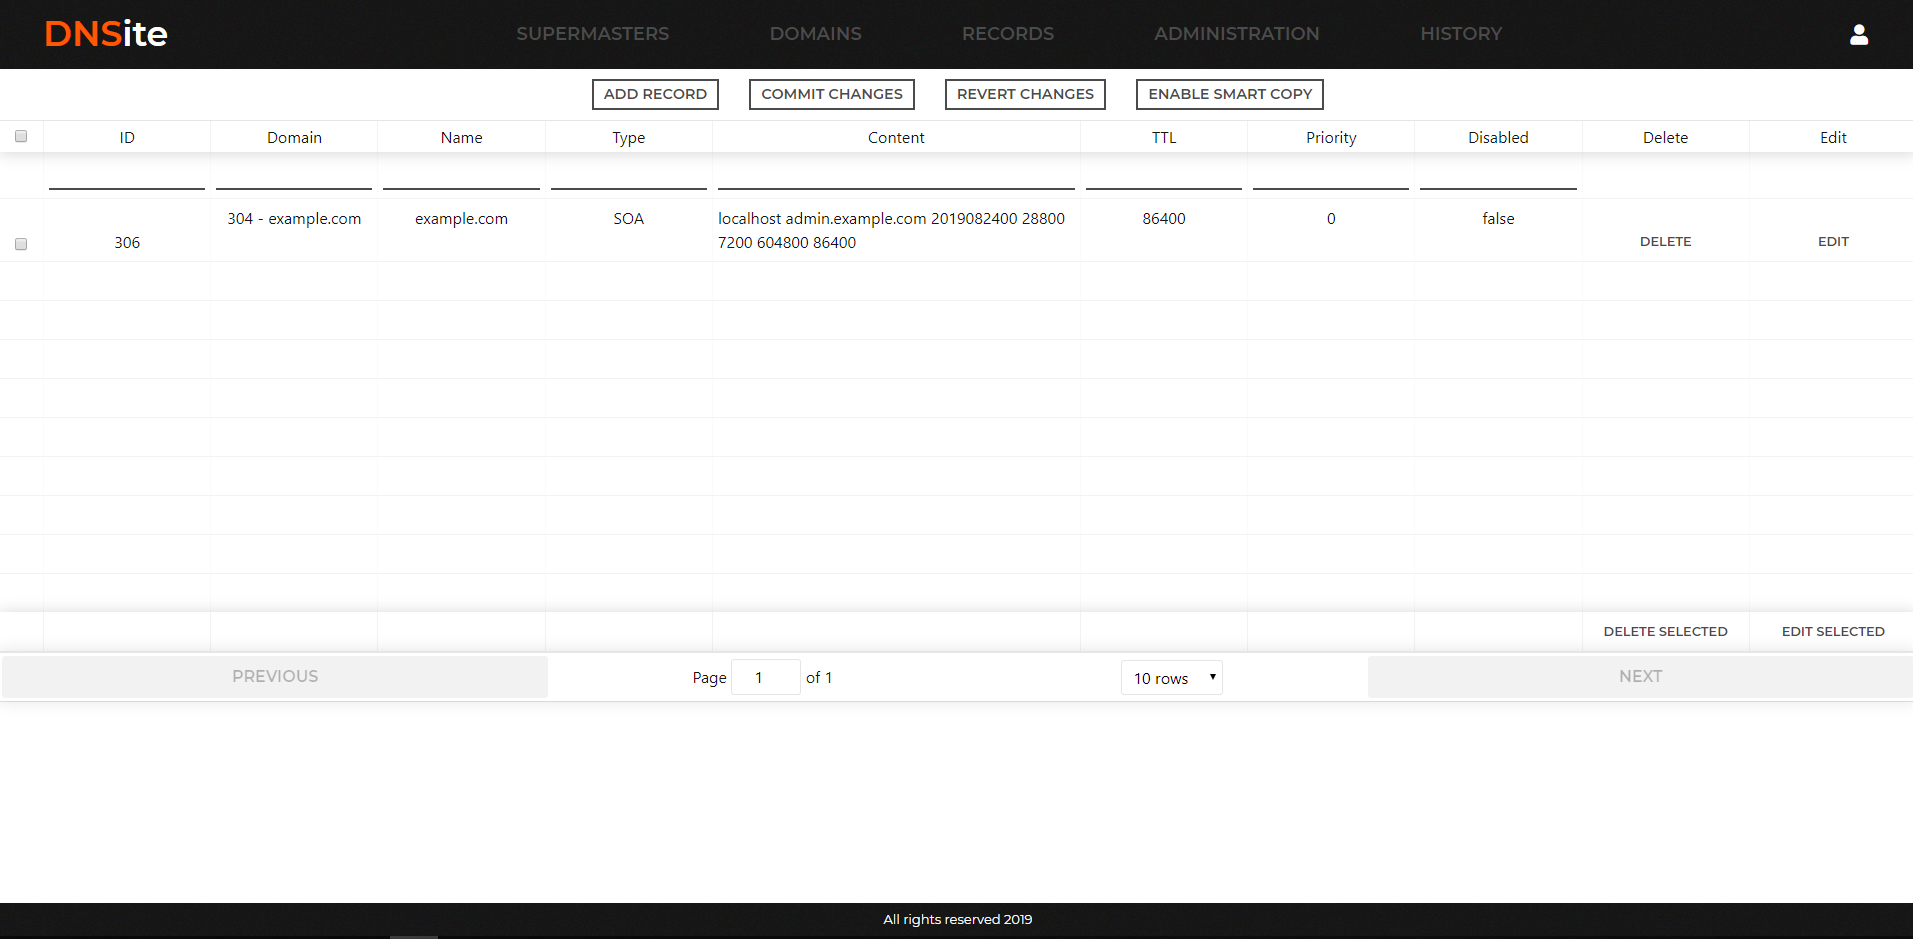 DNSite
SUPERMASTERS DOMAINS RECORDS ADMINISTRATION HISTORY
ADD RECORD COMMIT CHANGES REVERT CHANGES ENABLE SMART COPY
ID Domain Name Type Content TTL Priority Disabled Delete Edit
306 304 - example.com example.com SOA localhost admin.example.com 2019082400 28800 86400 0 false DELETE EDIT
7200 604800 86400
DELETE SELECTED EDIT SELECTED
PREVIOUS Page 1 of 1 10 rows NEXT
All rights reserved 2019